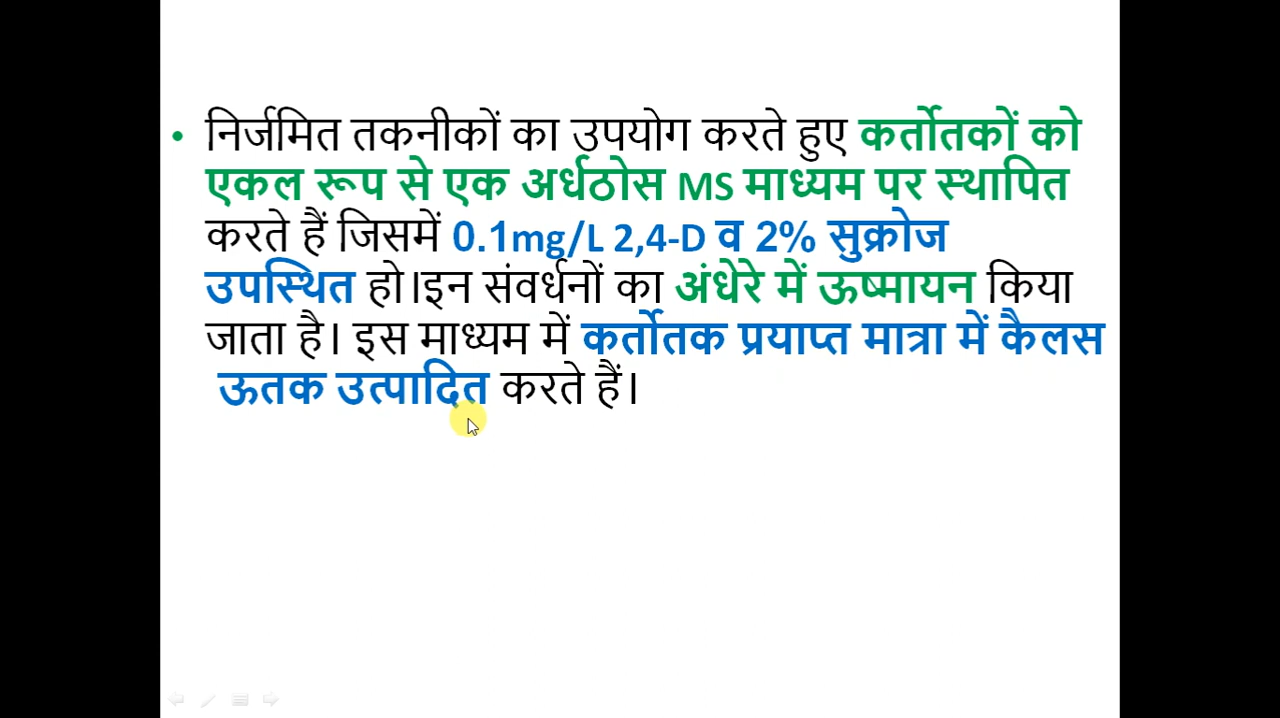 • निर्जमित तकनीकों का उपयोग करते हुए कर्तोतकों को
एकल रूप से एक अर्धठोस MS माध्यम पर स्थापित
करते हैं जिसमें 0.1mg/L 2,4-D व 2% सुक्रोज
उपस्थित हो।इन संवर्धनों का अंधेरे में ऊष्मायन किया
जाता है। इस माध्यम में कर्तोतक प्रयाप्त मात्रा में कैलस
ऊतक उत्पादित करते हैं।